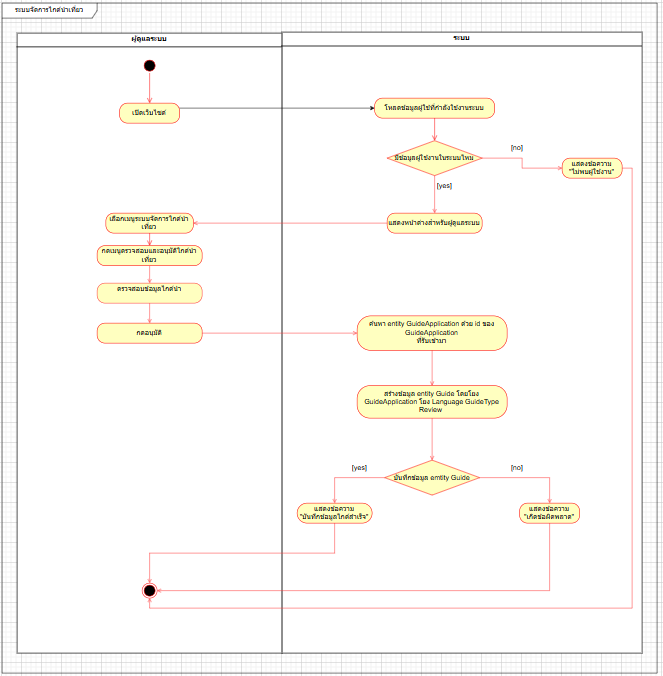 ระบบจัดการไกด์นำเที่ยว
ผู้ดูแลระบบ
ระบบ
เปิดเว็บไซต์
โหลดข้อมูลผู้ใช้ที่กำลังใช้งานระบบ
มีข้อมูลผู้ใช้งานในระบบไหม
[no]
แสดงข้อความ
"ไม่พบผู้ใช้งาน"
[yes]
แสดงหน้าต่างสำหรับผู้ดูแลระบบ
เลือกเมนูระบบจัดการไกด์นำ
เที่ยว
กดเมนูตรวจสอบและอนุมัติไกด์นำ
เที่ยว
ตรวจสอบข้อมูลไกด์นำ
กดอนุมัติ
ค้นหา entity GuideApplication ด้วย id ของ
GuideApplication
ที่รับเข้ามา
สร้างข้อมูล entity Guide โดยโยง
GuideApplication โยง Language GuideType
Review
บันทึกข้อมูล emtity Guide
[yes]
[no]
แสดงข้อความ
"บันทึกข้อมูลไกด์สำเร็จ"
แสดงข้อความ
"เกิดข้อผิดพลาด"